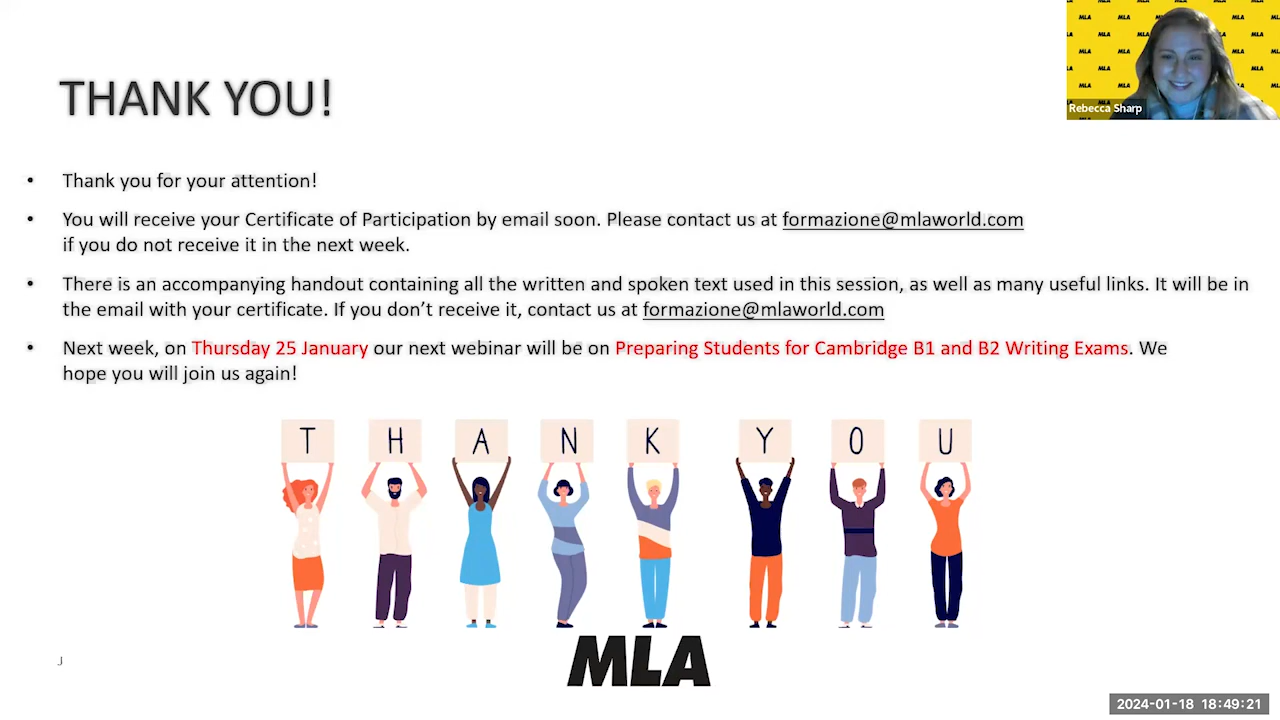 THANK YOU!
Rebecca Sharp
• Thank you for your attention!
• You will receive your Certificate of Participation by email soon. Please contact us at formazione@mlaworld.com
if you do not receive it in the next week.
• There is an accompanying handout containing all the written and spoken text used in this session, as well as many useful links. It will be in
the email with your certificate. If you don’t receive it, contact us at formazione@mlaworld.com
• Next week, on Thursday 25 January our next webinar will be on Preparing Students for Cambridge B1 and B2 Writing Exams. We
hope you will join us again!
T H A N K Y O U
MLA
2024-01-18 18:49:21